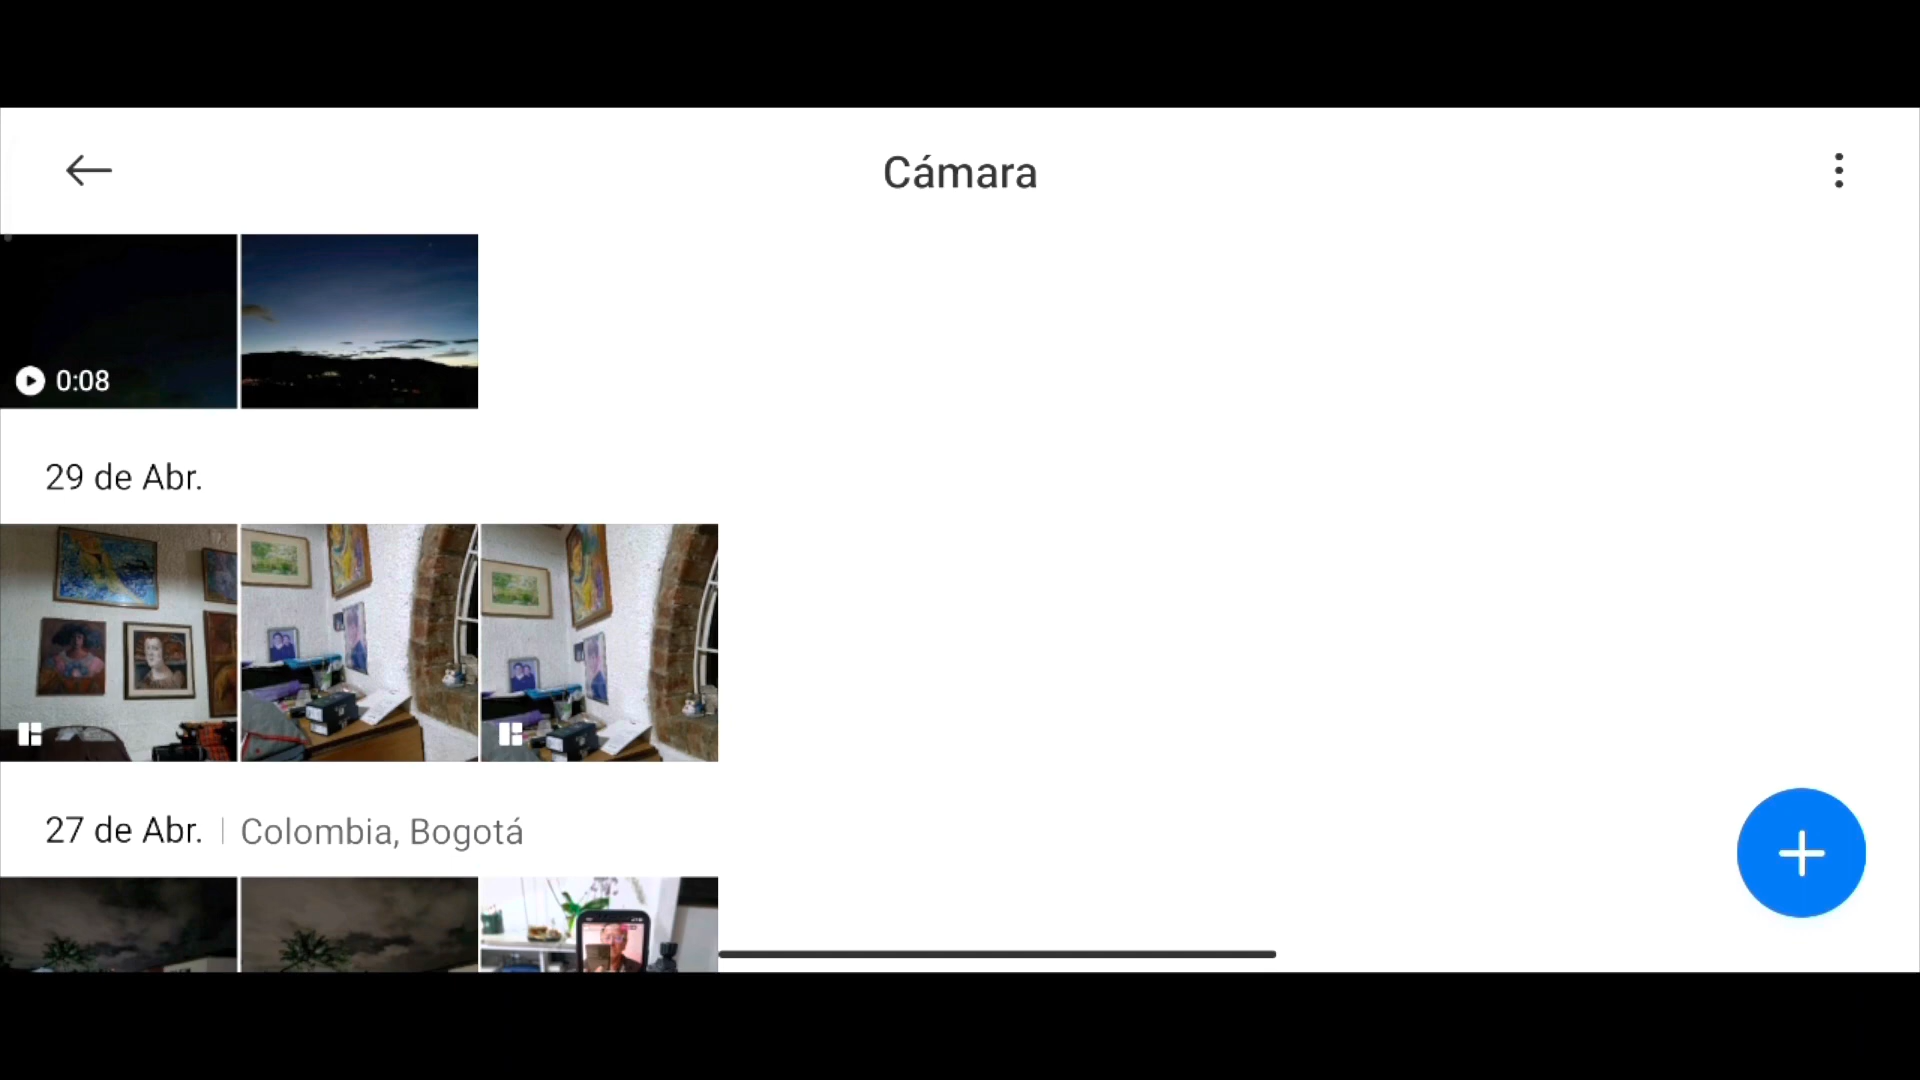 Cámara
0:08
29 de Abr.
27 de Abr. | Colombia, Bogotá